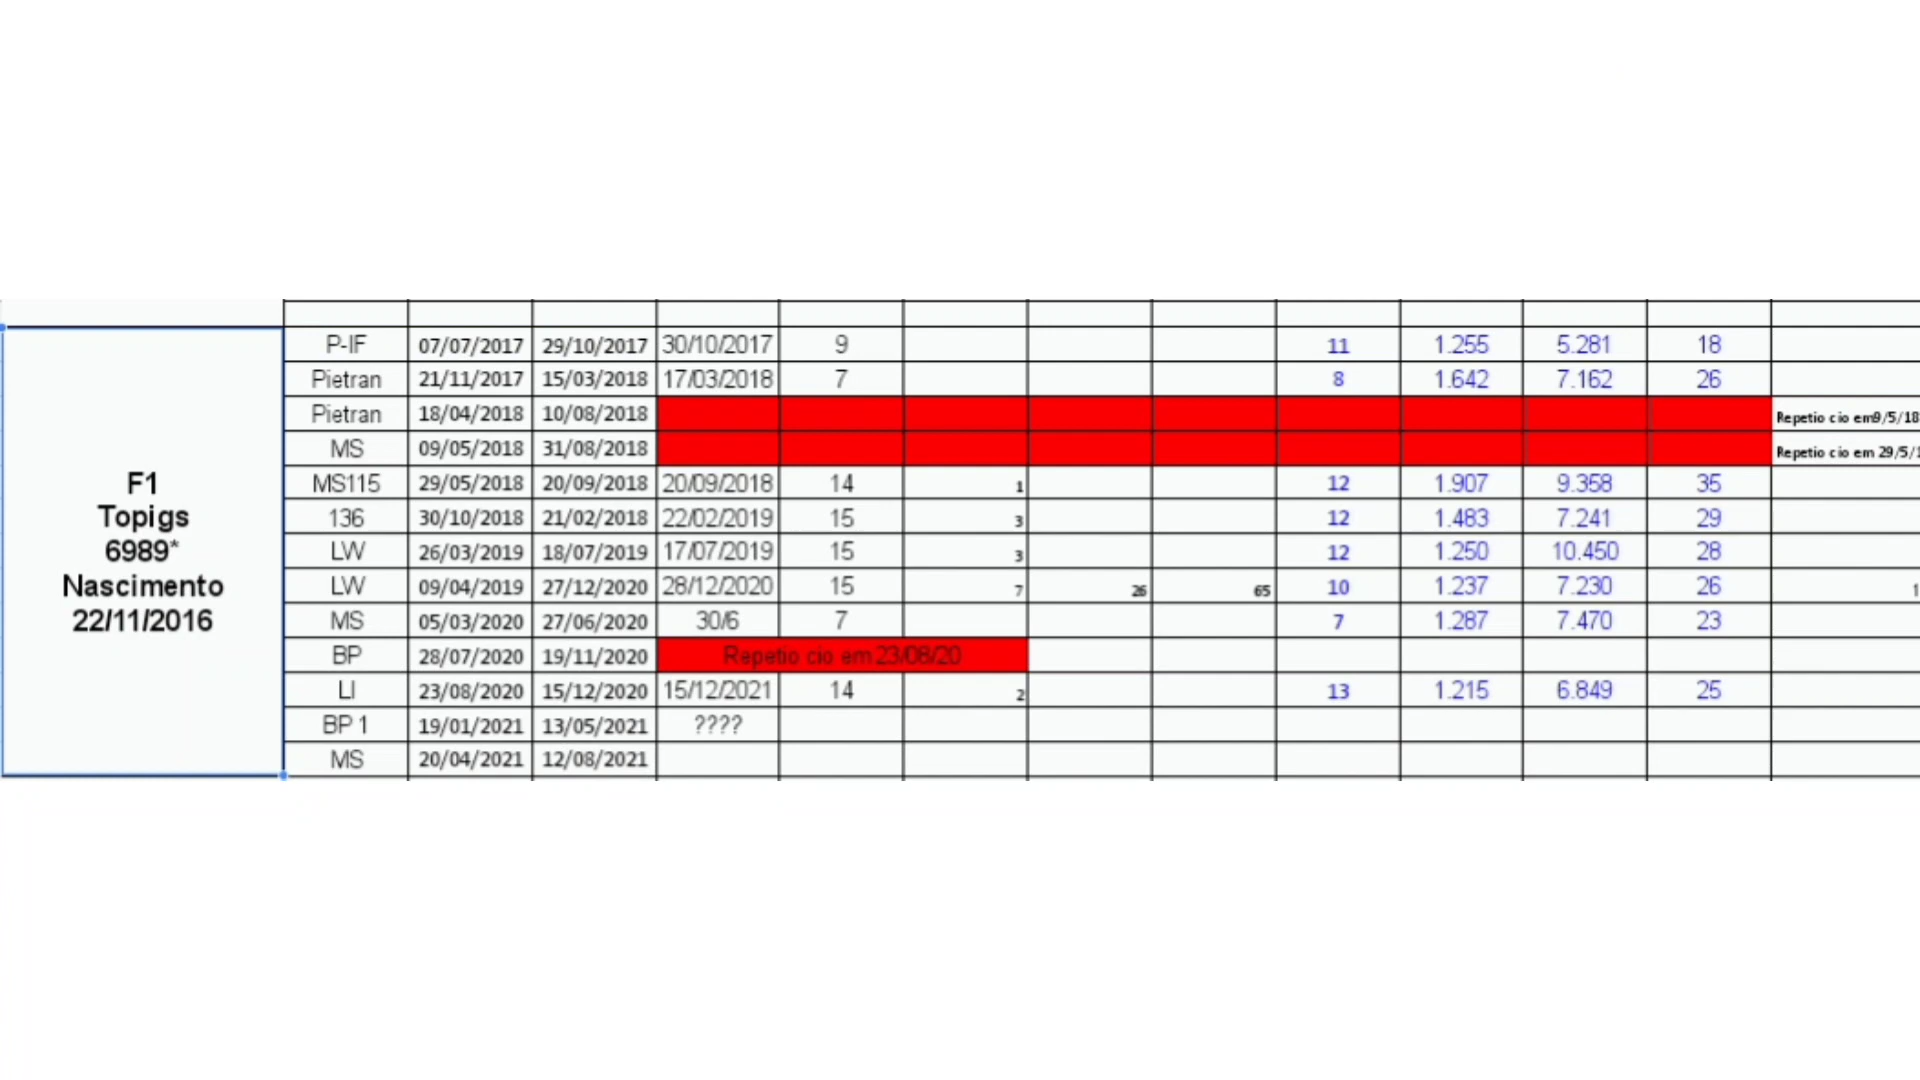 F1
Topigs
6989*
Nascimento
22/11/2016
P-IF 07/07/2017 29/10/2017 30/10/2017 9 11 1.255 5.281 18
Pietran 21/11/2017 15/03/2018 17/03/2018 7 8 1.642 7.162 26
Pietran 18/04/2018 10/08/2018 Repetio cio em9/5/18
MS 09/05/2018 31/08/2018 Repetio cio em 29/5/1
MS115 29/05/2018 20/09/2018 20/09/2018 14 1 12 1.907 9.358 35
136 30/10/2018 21/02/2018 22/02/2019 15 3 12 1.483 7.241 29
LW 26/03/2019 18/07/2019 17/07/2019 15 3 12 1.250 10.450 28
LW 09/04/2019 27/12/2020 28/12/2020 15 7 26 65 10 1.237 7.230 26 1
MS 05/03/2020 27/06/2020 30/6 7 7 1.287 7.470 23
BP 28/07/2020 19/11/2020 Repetio cio em 23/08/20
LI 23/08/2020 15/12/2020 15/12/2021 14 2 13 1.215 6.849 25
BP 1 19/01/2021 13/05/2021 ????
MS 20/04/2021 12/08/2021